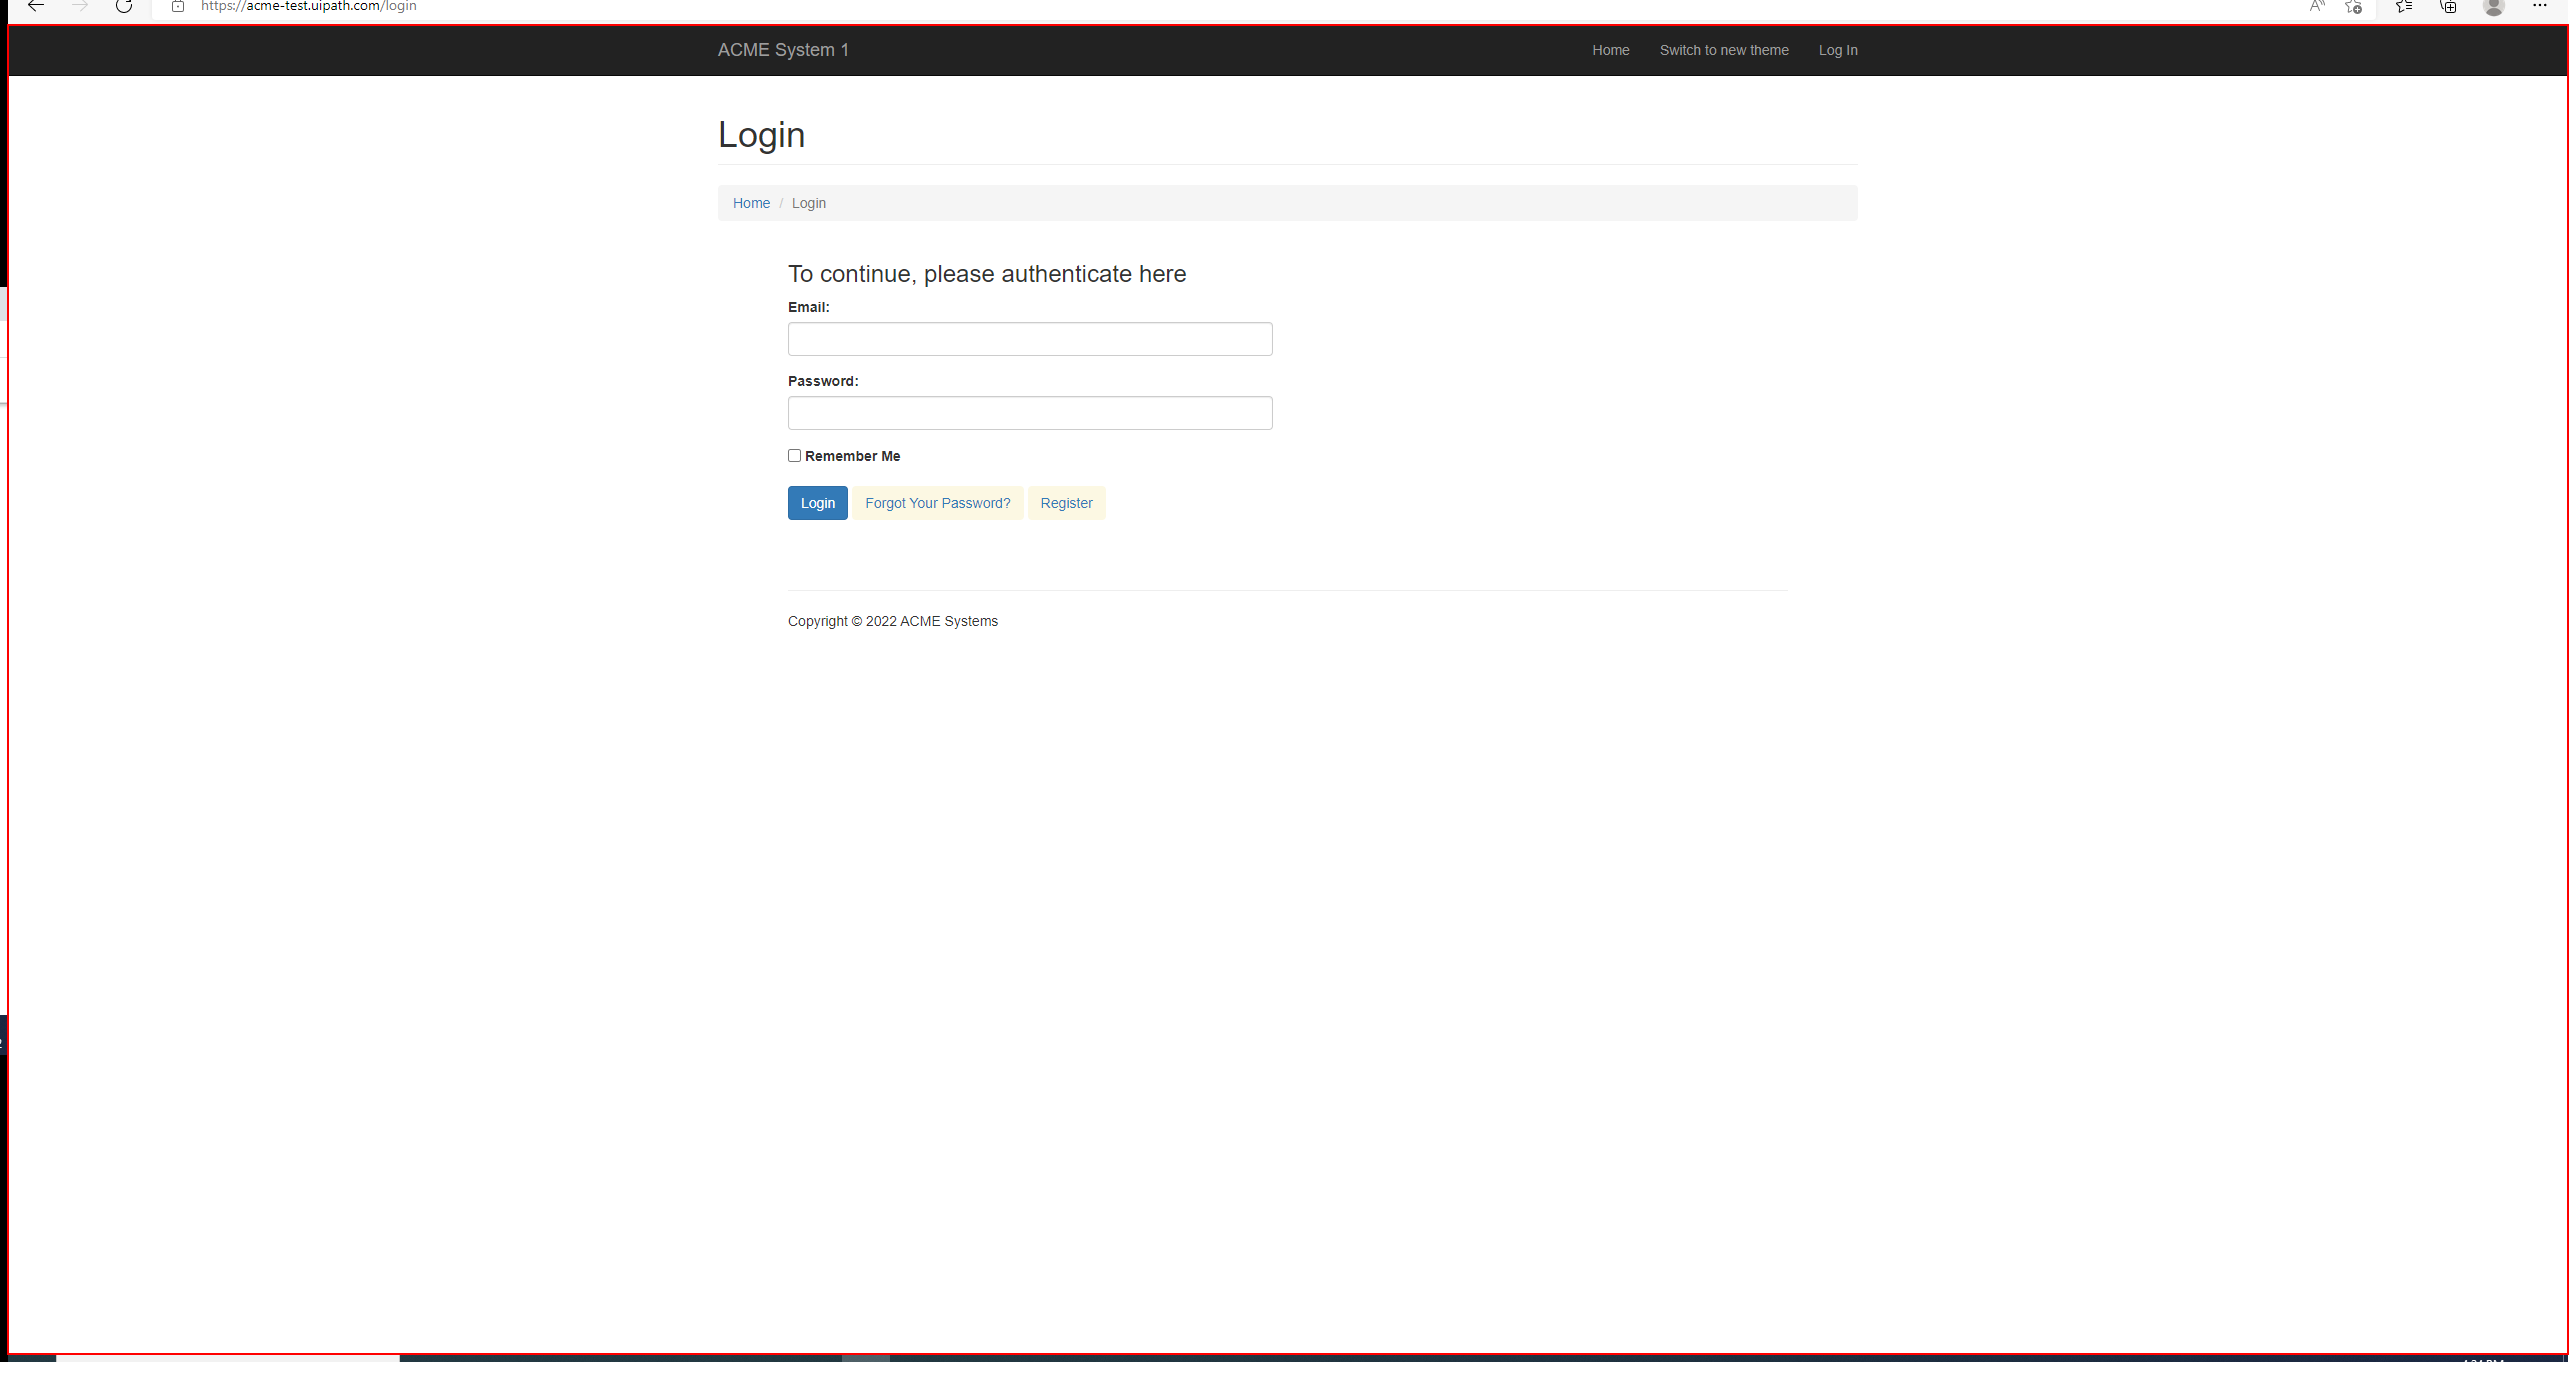 https://acme-test.uipath.com/login
ACME System 1
Home
Switch to new theme
Log In
Login
Home / Login
To continue, please authenticate here
Email:
Password:
Remember Me
Login
Forgot Your Password?
Register
Copyright © 2022 ACME Systems